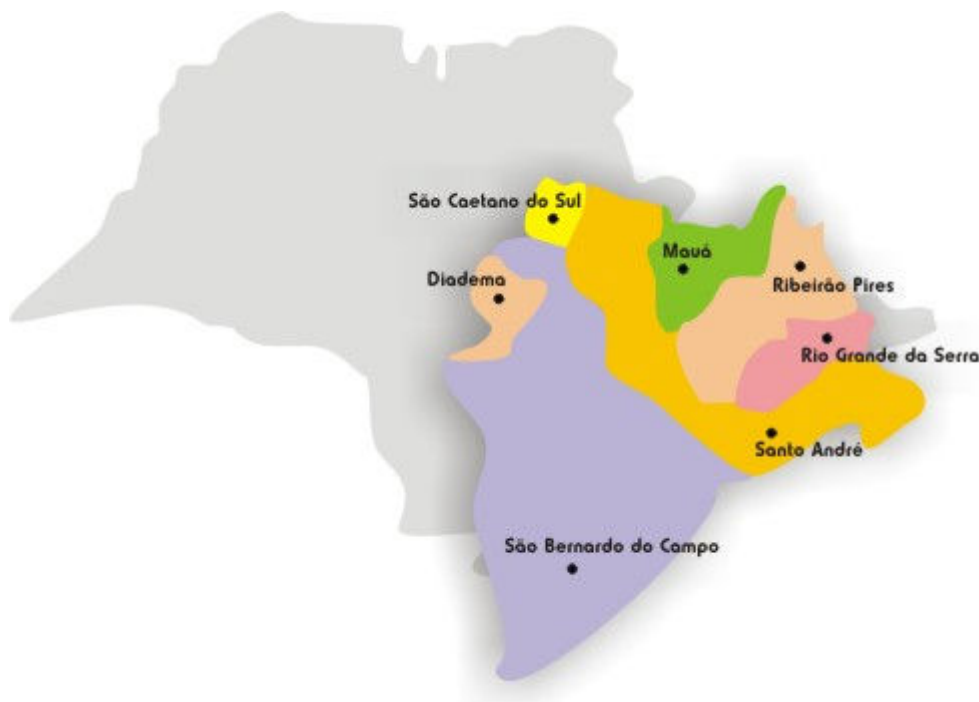 São Caetano do Sul
Mauá
Diadema
Ribeirão Pires
Rio Grande da Serra
Santo André
São Bernardo do Campo